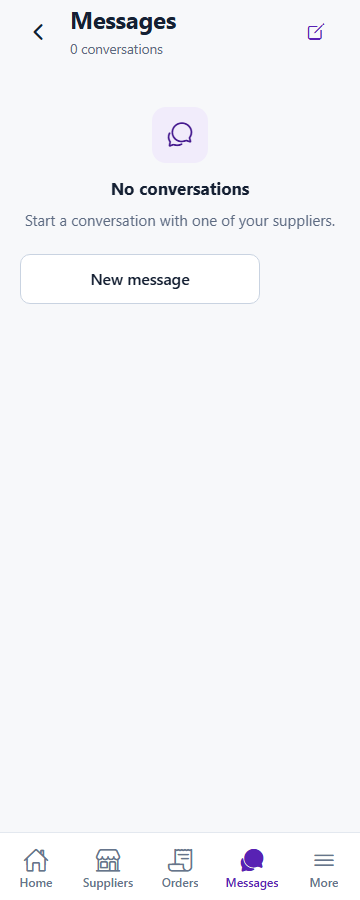 Messages
0 conversations
No conversations
Start a conversation with one of your suppliers.
New message
Home
Suppliers
Orders
Messages
More